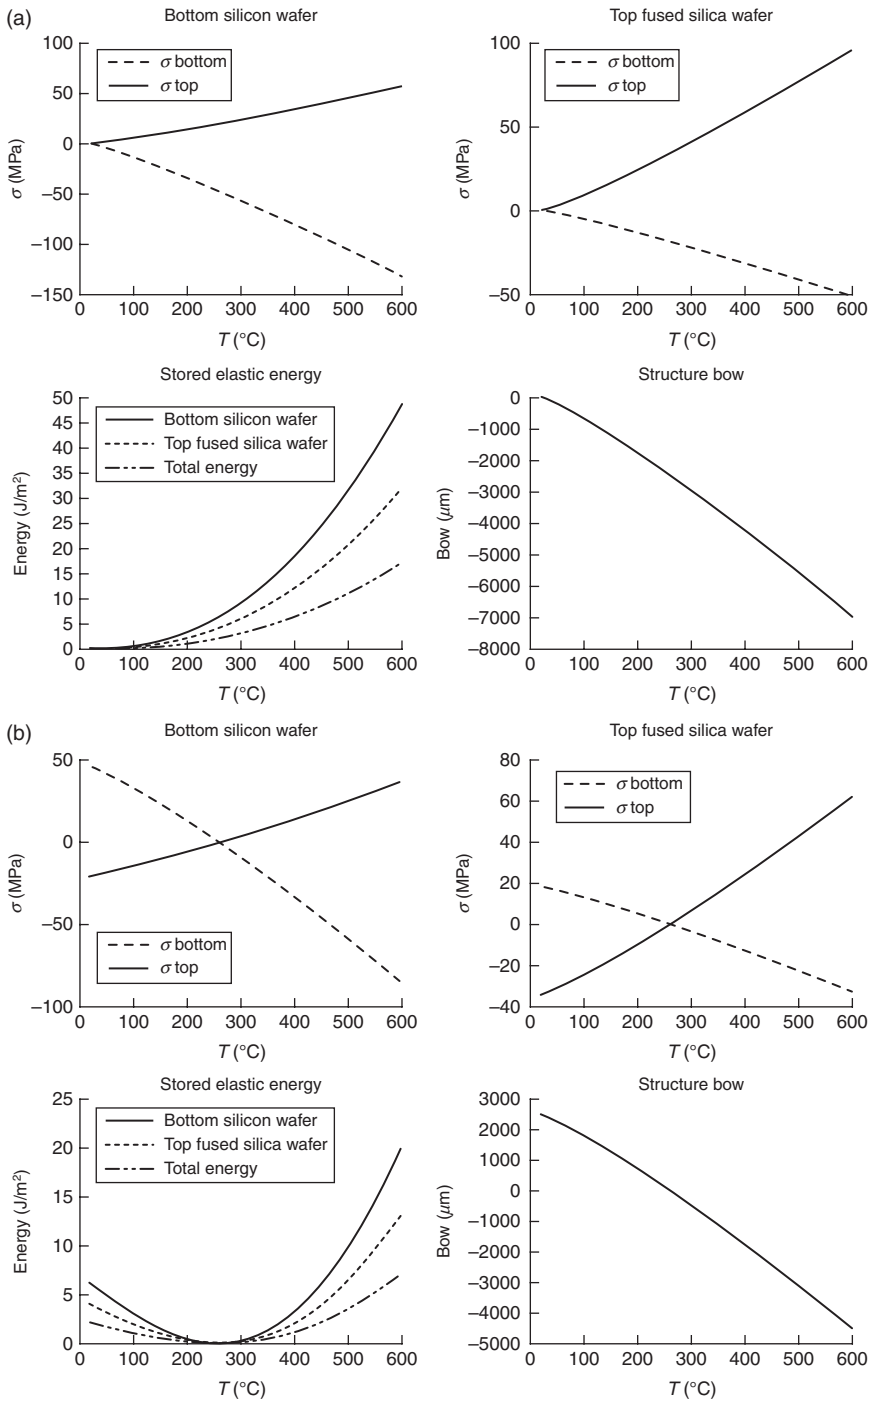 (a)
Bottom silicon wafer
100
50
0
−50
−100
−150
σ (MPa)
σ bottom
σ top
0 100 200 300 400 500 600
T (°C)
Top fused silica wafer
100
50
0
−50
σ (MPa)
σ bottom
σ top
0 100 200 300 400 500 600
T (°C)
Stored elastic energy
50
45
40
35
30
25
20
15
10
5
0
Energy (J/m²)
Bottom silicon wafer
Top fused silica wafer
Total energy
0 100 200 300 400 500 600
T (°C)
Structure bow
0
−1000
−2000
−3000
−4000
−5000
−6000
−7000
−8000
Bow (μm)
0 100 200 300 400 500 600
T (°C)
(b)
Bottom silicon wafer
50
0
−50
−100
σ (MPa)
σ bottom
σ top
0 100 200 300 400 500 600
T (°C)
Top fused silica wafer
80
60
40
20
0
−20
−40
σ (MPa)
σ bottom
σ top
0 100 200 300 400 500 600
T (°C)
Stored elastic energy
25
20
15
10
5
0
Energy (J/m²)
Bottom silicon wafer
Top fused silica wafer
Total energy
0 100 200 300 400 500 600
T (°C)
Structure bow
3000
2000
1000
0
−1000
−2000
−3000
−4000
−5000
Bow (μm)
0 100 200 300 400 500 600
T (°C)